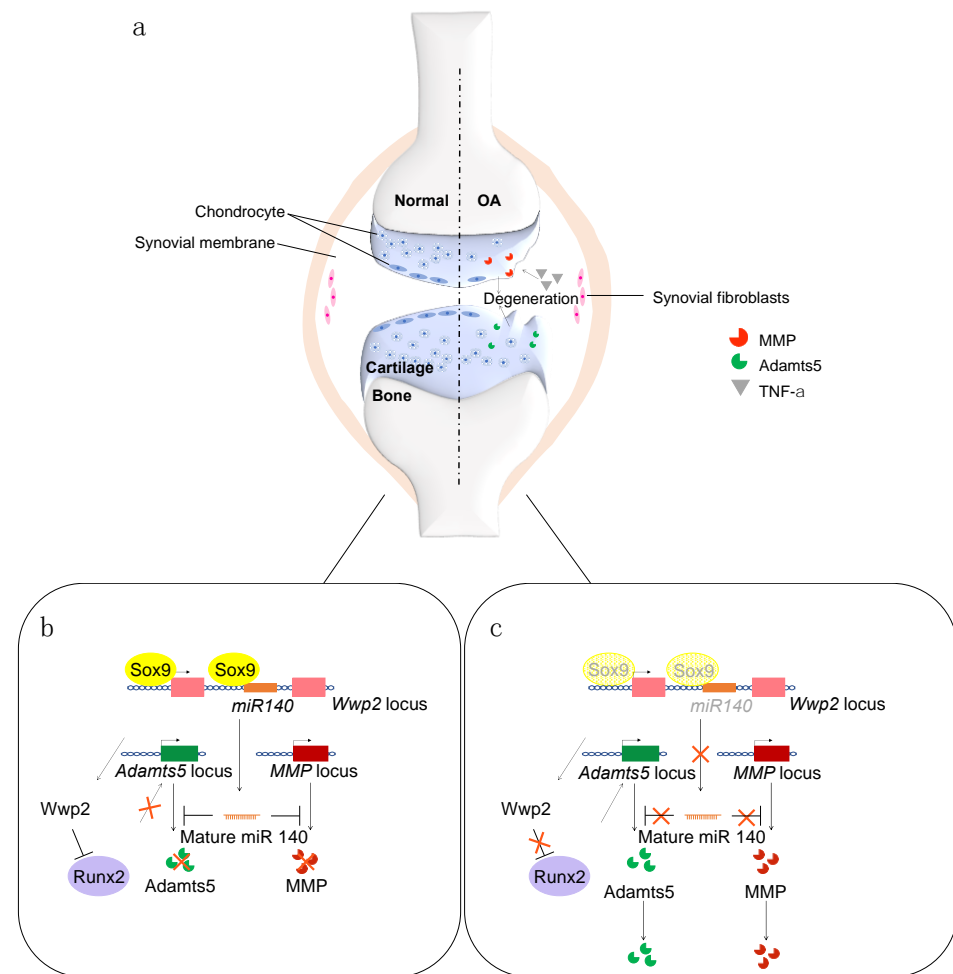 a
Normal
OA
Chondrocyte
Synovial membrane
Degeneration
Synovial fibroblasts
MMP
Adamts5
TNF-a
Cartilage
Bone
b
Sox9
Sox9
miR140
Wwp2 locus
Adamts5 locus
MMP locus
Wwp2
Mature miR 140
Runx2
Adamts5
MMP
c
Sox9
Sox9
miR140
Wwp2 locus
Adamts5 locus
MMP locus
Wwp2
Mature miR 140
Runx2
Adamts5
MMP